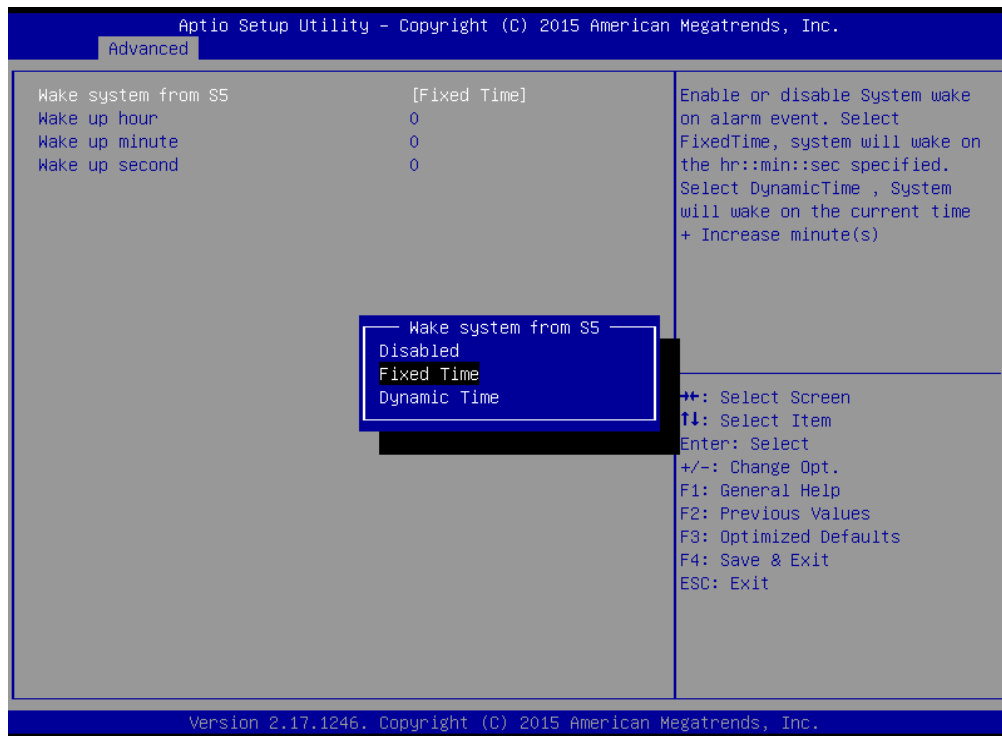 Aptio Setup Utility – Copyright (C) 2015 American Megatrends, Inc.
Advanced
Wake system from S5 [Fixed Time]
Wake up hour 0
Wake up minute 0
Wake up second 0
Enable or disable System wake
on alarm event. Select
FixedTime, system will wake on
the hr::min::sec specified.
Select DynamicTime , System
will wake on the current time
+ Increase minute(s)
Wake system from S5
Disabled
Fixed Time
Dynamic Time
→←: Select Screen
↑↓: Select Item
Enter: Select
+/-: Change Opt.
F1: General Help
F2: Previous Values
F3: Optimized Defaults
F4: Save & Exit
ESC: Exit
Version 2.17.1246. Copyright (C) 2015 American Megatrends, Inc.